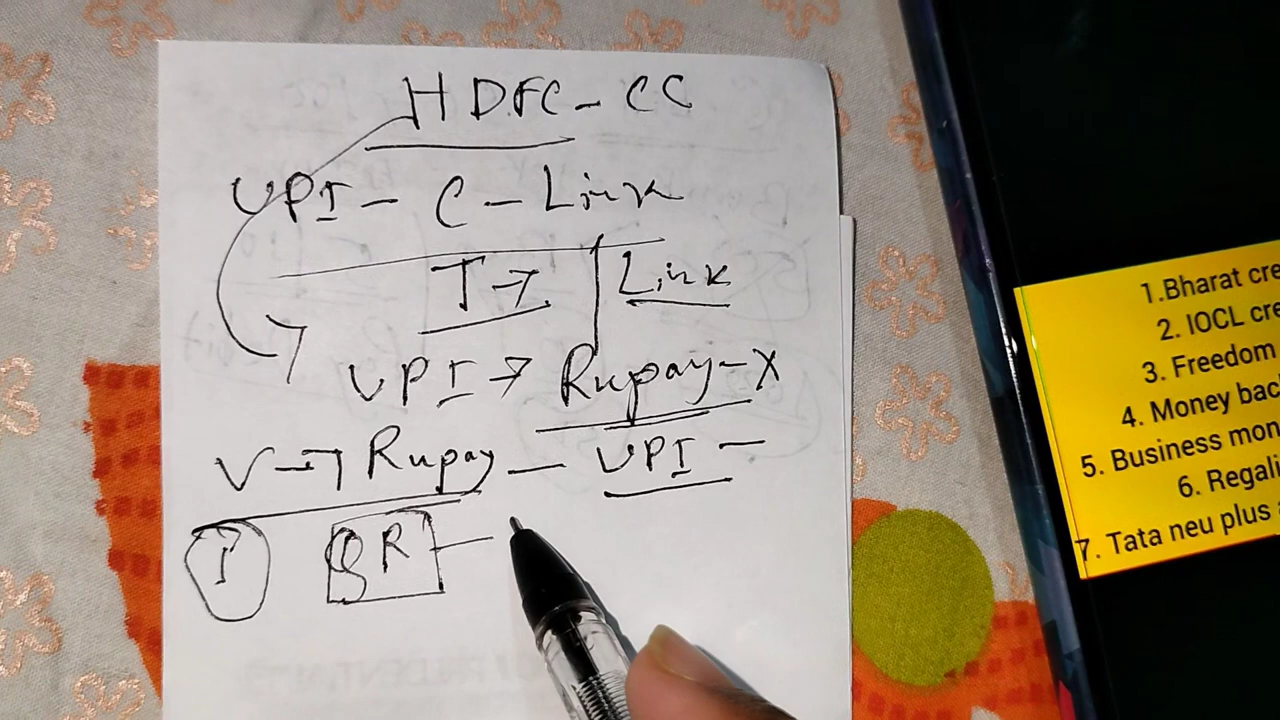 HDFC - CC
UPI - C - Link
T → Link
UPI → Rupay - X
V → Rupay — UPI —
I
1.Bharat cre
2. IOCL cre
3. Freedom
4. Money bac
5. Business mon
6. Regali
7. Tata neu plus a